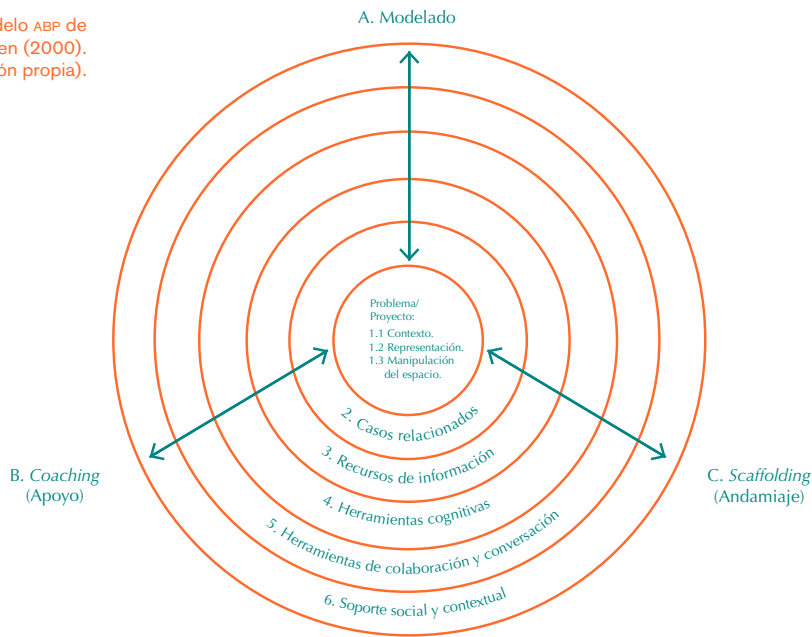 delo ABP de
en (2000).
ón propia).
A. Modelado
Problema/
Proyecto:
1.1 Contexto.
1.2 Representación.
1.3 Manipulación
del espacio.
2. Casos relacionados
3. Recursos de información
4. Herramientas cognitivas
5. Herramientas de colaboración y conversación
6. Soporte social y contextual
B. Coaching
(Apoyo)
C. Scaffolding
(Andamiaje)